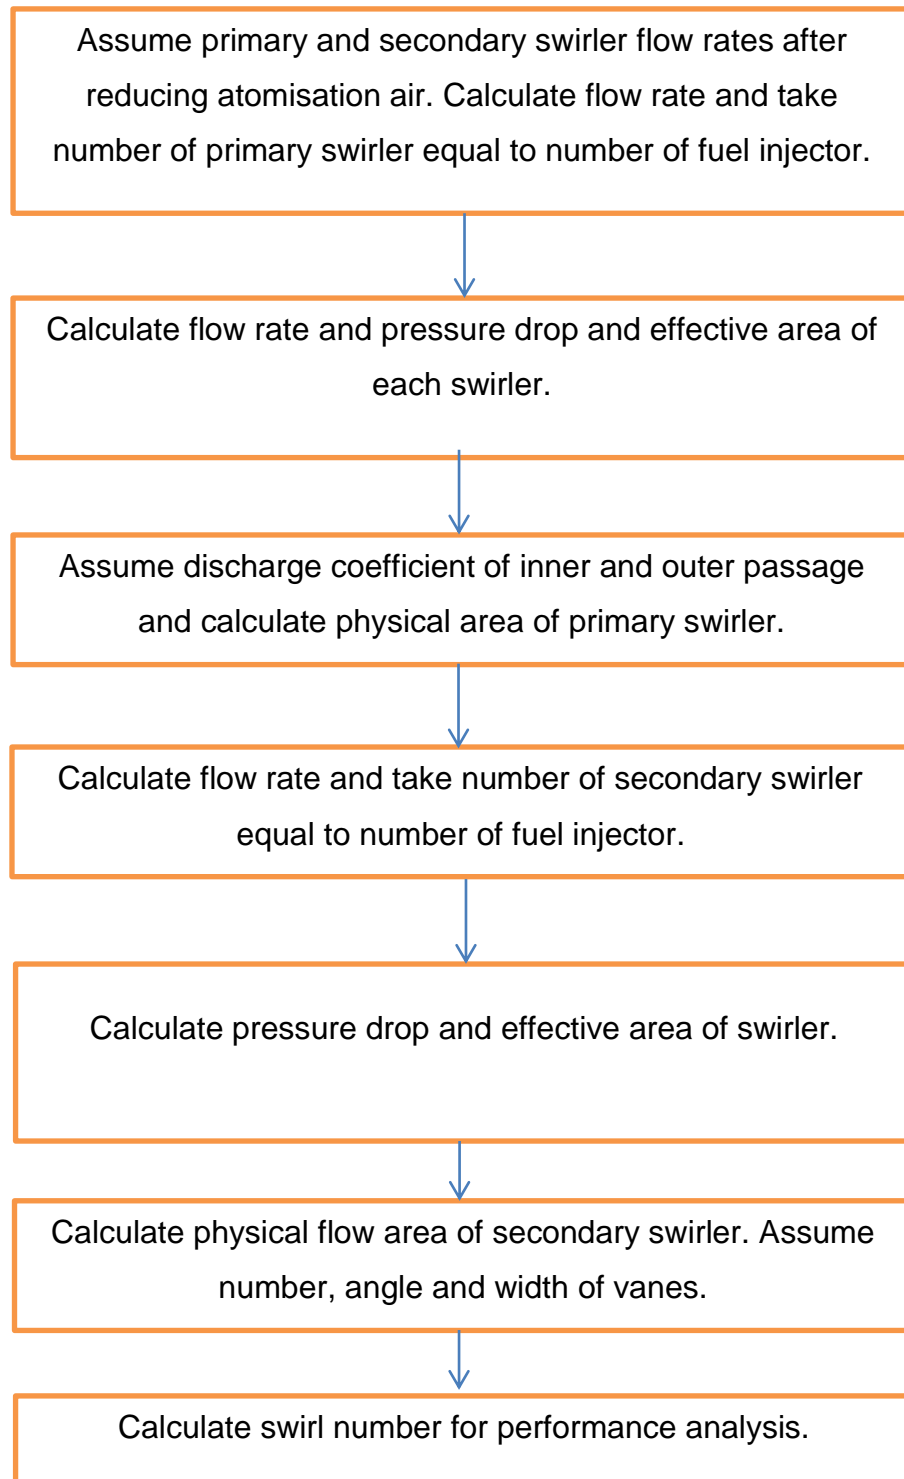 Assume primary and secondary swirler flow rates after
reducing atomisation air. Calculate flow rate and take
number of primary swirler equal to number of fuel injector.
Calculate flow rate and pressure drop and effective area of
each swirler.
Assume discharge coefficient of inner and outer passage
and calculate physical area of primary swirler.
Calculate flow rate and take number of secondary swirler
equal to number of fuel injector.
Calculate pressure drop and effective area of swirler.
Calculate physical flow area of secondary swirler. Assume
number, angle and width of vanes.
Calculate swirl number for performance analysis.